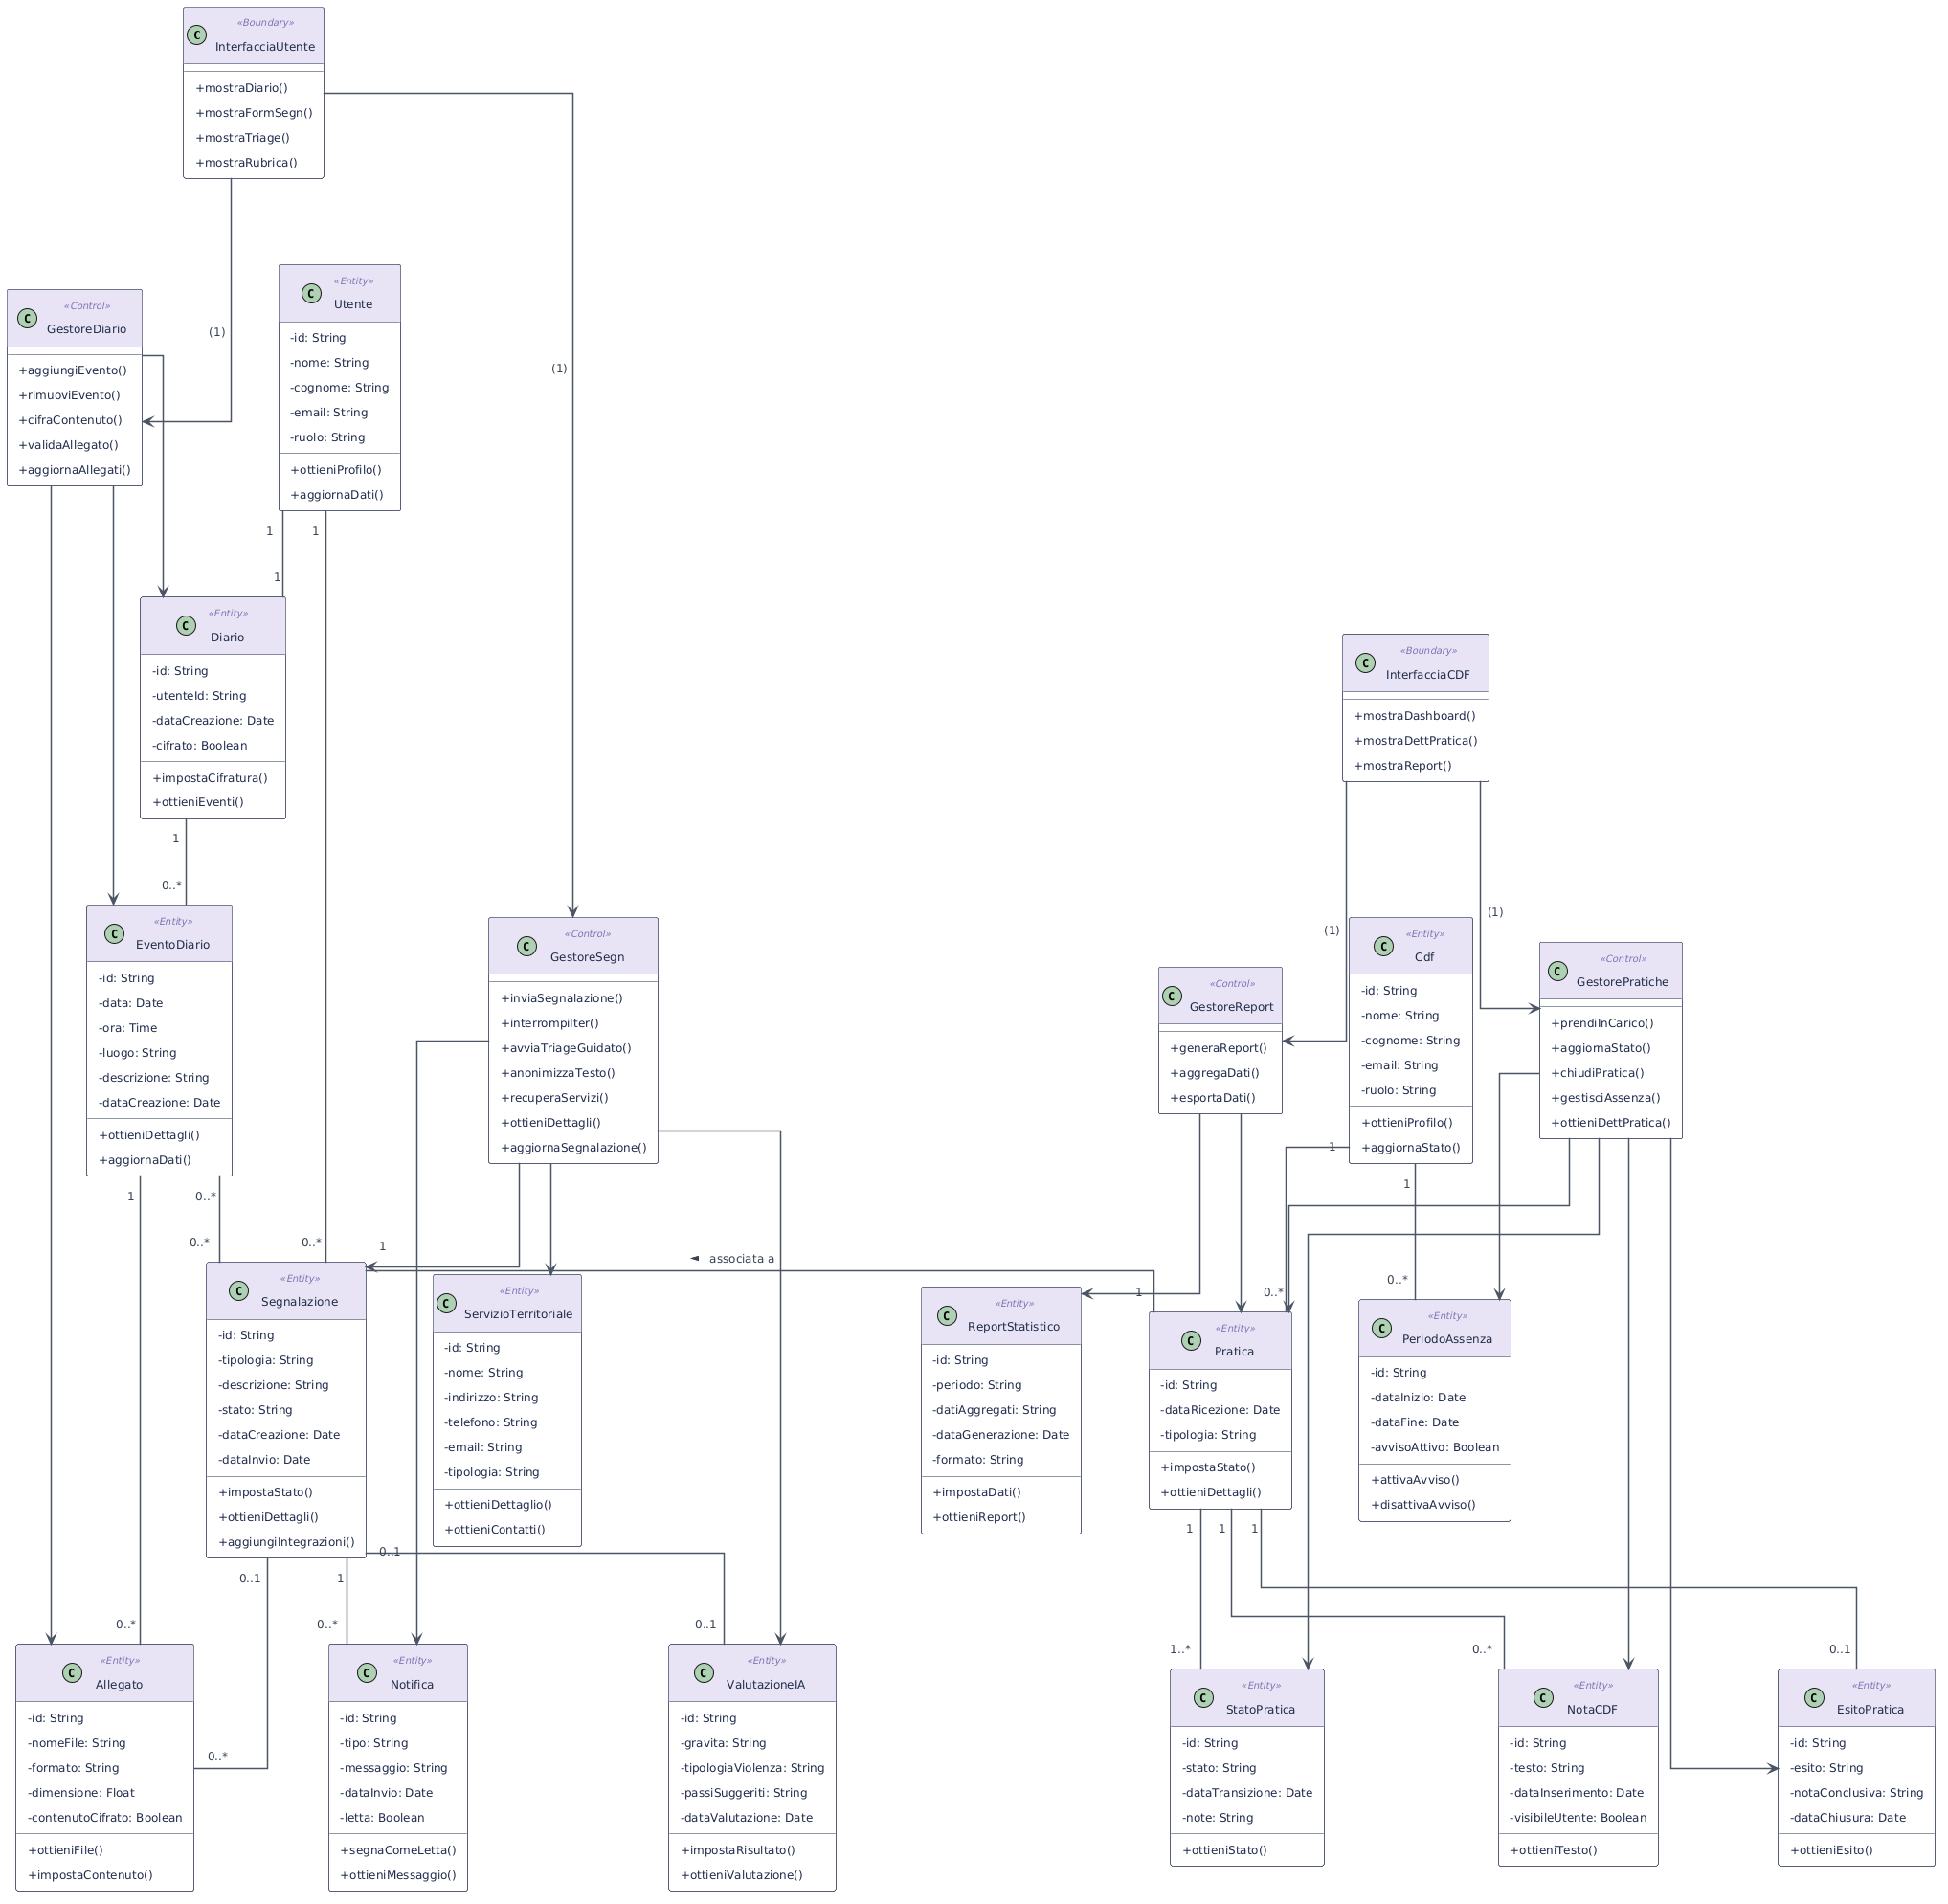 «Boundary»
C
InterfacciaUtente
+mostraDiario()
+mostraFormSegn()
+mostraTriage()
+mostraRubrica()
(1)
(1)
«Control»
C
GestoreDiario
+aggiungiEvento()
+rimuoviEvento()
+cifraContenuto()
+validaAllegato()
+aggiornaAllegati()
«Entity»
C
Utente
-id: String
-nome: String
-cognome: String
-email: String
-ruolo: String
+ottieniProfilo()
+aggiornaDati()
1
1
1
0..*
«Entity»
C
Diario
-id: String
-utenteId: String
-dataCreazione: Date
-cifrato: Boolean
+impostaCifratura()
+ottieniEventi()
1
0..*
«Boundary»
C
InterfacciaCDF
+mostraDashboard()
+mostraDettPratica()
+mostraReport()
(1)
(1)
«Entity»
C
EventoDiario
-id: String
-data: Date
-ora: Time
-luogo: String
-descrizione: String
-dataCreazione: Date
+ottieniDettagli()
+aggiornaDati()
1
0..*
0..*
0..*
«Control»
C
GestoreSegn
+inviaSegnalazione()
+interrompiIter()
+avviaTriageGuidato()
+anonimizzaTesto()
+recuperaServizi()
+ottieniDettagli()
+aggiornaSegnalazione()
«Control»
C
GestoreReport
+generaReport()
+aggregaDati()
+esportaDati()
«Entity»
C
Cdf
-id: String
-nome: String
-cognome: String
-email: String
-ruolo: String
+ottieniProfilo()
+aggiornaStato()
1
0..*
1
0..*
«Control»
C
GestorePratiche
+prendiInCarico()
+aggiornaStato()
+chiudiPratica()
+gestisciAssenza()
+ottieniDettPratica()
1
◄ associata a
1
«Entity»
C
Segnalazione
-id: String
-tipologia: String
-descrizione: String
-stato: String
-dataCreazione: Date
-dataInvio: Date
+impostaStato()
+ottieniDettagli()
+aggiungiIntegrazioni()
0..1
0..*
1
0..*
0..1
0..1
«Entity»
C
ServizioTerritoriale
-id: String
-nome: String
-indirizzo: String
-telefono: String
-email: String
-tipologia: String
+ottieniDettaglio()
+ottieniContatti()
«Entity»
C
ReportStatistico
-id: String
-periodo: String
-datiAggregati: String
-dataGenerazione: Date
-formato: String
+impostaDati()
+ottieniReport()
«Entity»
C
Pratica
-id: String
-dataRicezione: Date
-tipologia: String
+impostaStato()
+ottieniDettagli()
1
1
1
1..*
0..*
0..1
«Entity»
C
PeriodoAssenza
-id: String
-dataInizio: Date
-dataFine: Date
-avvisoAttivo: Boolean
+attivaAvviso()
+disattivaAvviso()
«Entity»
C
Allegato
-id: String
-nomeFile: String
-formato: String
-dimensione: Float
-contenutoCifrato: Boolean
+ottieniFile()
+impostaContenuto()
«Entity»
C
Notifica
-id: String
-tipo: String
-messaggio: String
-dataInvio: Date
-letta: Boolean
+segnaComeLetta()
+ottieniMessaggio()
«Entity»
C
ValutazioneIA
-id: String
-gravita: String
-tipologiaViolenza: String
-passiSuggeriti: String
-dataValutazione: Date
+impostaRisultato()
+ottieniValutazione()
«Entity»
C
StatoPratica
-id: String
-stato: String
-dataTransizione: Date
-note: String
+ottieniStato()
«Entity»
C
NotaCDF
-id: String
-testo: String
-dataInserimento: Date
-visibileUtente: Boolean
+ottieniTesto()
«Entity»
C
EsitoPratica
-id: String
-esito: String
-notaConclusiva: String
-dataChiusura: Date
+ottieniEsito()